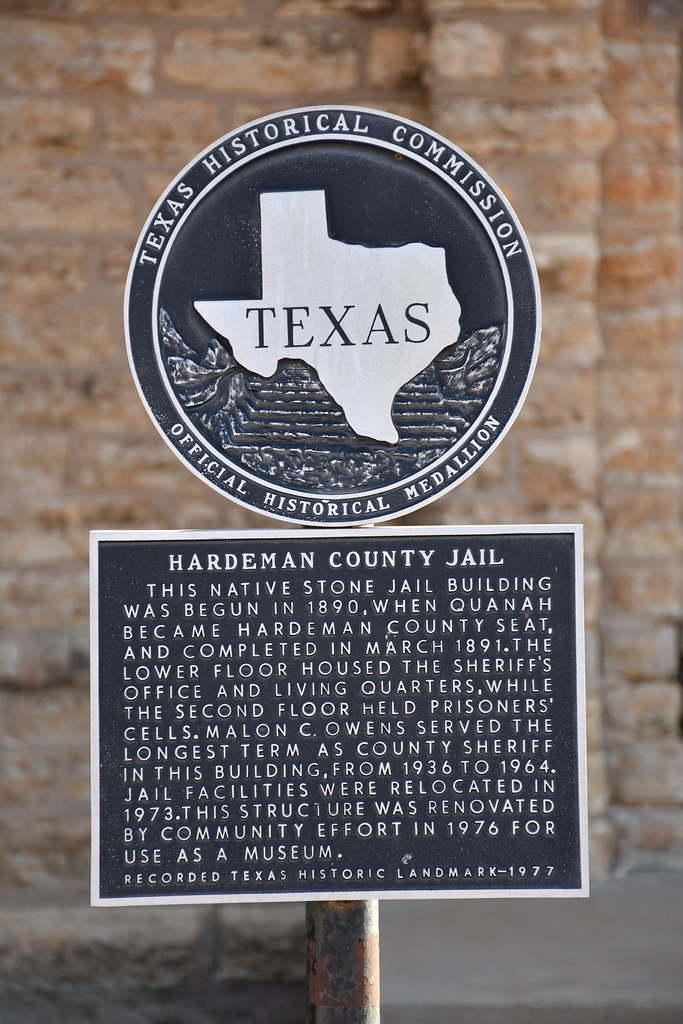 TEXAS HISTORICAL COMMISSION
TEXAS
OFFICIAL HISTORICAL MEDALLION
HARDEMAN COUNTY JAIL
THIS NATIVE STONE JAIL BUILDING
WAS BEGUN IN 1890, WHEN QUANAH
BECAME HARDEMAN COUNTY SEAT,
AND COMPLETED IN MARCH 1891. THE
LOWER FLOOR HOUSED THE SHERIFF'S
OFFICE AND LIVING QUARTERS, WHILE
THE SECOND FLOOR HELD PRISONERS'
CELLS. MALON C. OWENS SERVED THE
LONGEST TERM AS COUNTY SHERIFF
IN THIS BUILDING, FROM 1936 TO 1964.
JAIL FACILITIES WERE RELOCATED IN
1973. THIS STRUCTURE WAS RENOVATED
BY COMMUNITY EFFORT IN 1976 FOR
USE AS A MUSEUM.
RECORDED TEXAS HISTORIC LANDMARK-1977